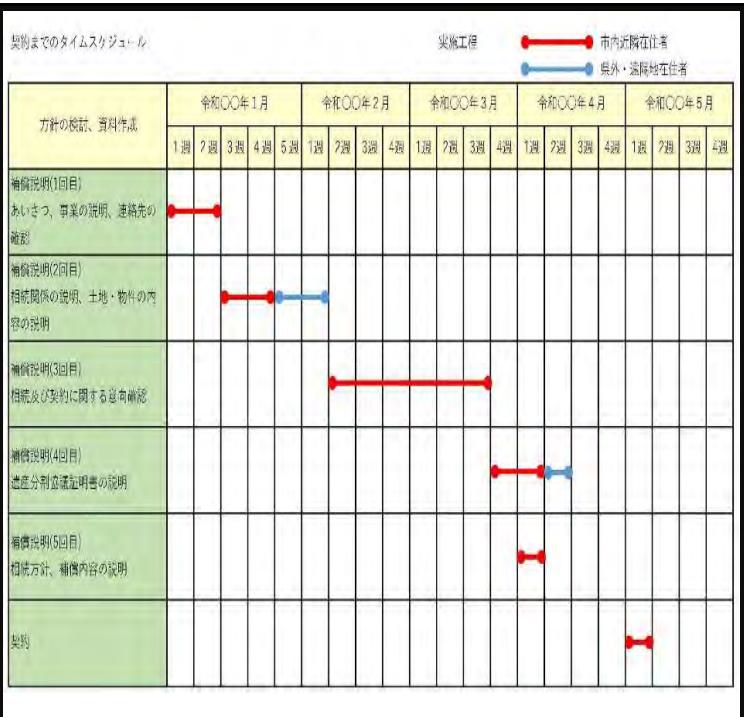 契約までのタイムスケジュール
実施工程
市内近隣在住者
県外・遠隔地在住者
方針の検討、資料作成
令和〇〇年1月
令和〇〇年2月
令和〇〇年3月
令和〇〇年4月
令和〇〇年5月
1週 2週 3週 4週 5週 1週 2週 3週 4週 1週 2週 3週 4週 1週 2週 3週 4週 1週 2週 3週 4週
補償説明(1回目)
あいさつ、事業の説明、連絡先の
確認
補償説明(2回目)
相続関係の説明、土地・物件の内
容の説明
補償説明(3回目)
相続及び契約に関する意向確認
補償説明(4回目)
遺産分割協議証明書の説明
補償説明(5回目)
相続方針、補償内容の説明
契約